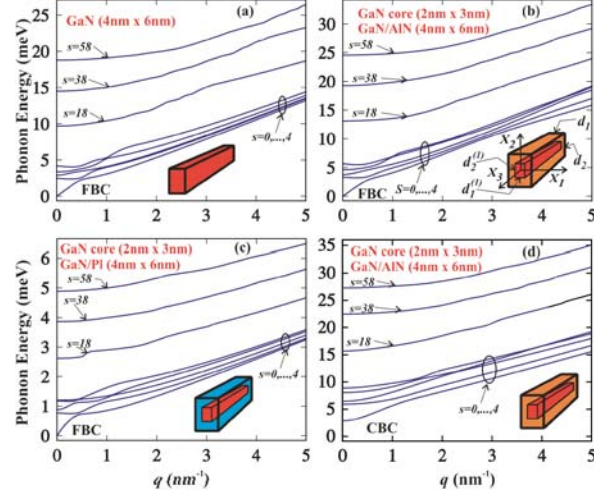 (a)
GaN (4nm x 6nm)
Phonon Energy (meV)
25
20
15
10
5
0
s=58
s=38
s=18
s=0,...,4
FBC
0
1
2
3
4
5
(b)
GaN core (2nm x 3nm)
GaN/AlN (4nm x 6nm)
Phonon Energy (meV)
30
25
20
15
10
5
0
s=58
s=38
s=18
S=0,...,4
FBC
X2
X3
X1
d1
d2
d2(1)
d1(1)
0
1
2
3
4
5
(c)
GaN core (2nm x 3nm)
GaN/Pl (4nm x 6nm)
Phonon Energy (meV)
6
5
4
3
2
1
0
s=58
s=38
s=18
s=0,...,4
FBC
0
1
2
3
4
5
q (nm-1)
(d)
GaN core (2nm x 3nm)
GaN/AlN (4nm x 6nm)
Phonon Energy (meV)
35
30
25
20
15
10
5
0
s=58
s=38
s=18
s=0,...,4
CBC
0
1
2
3
4
5
q (nm-1)